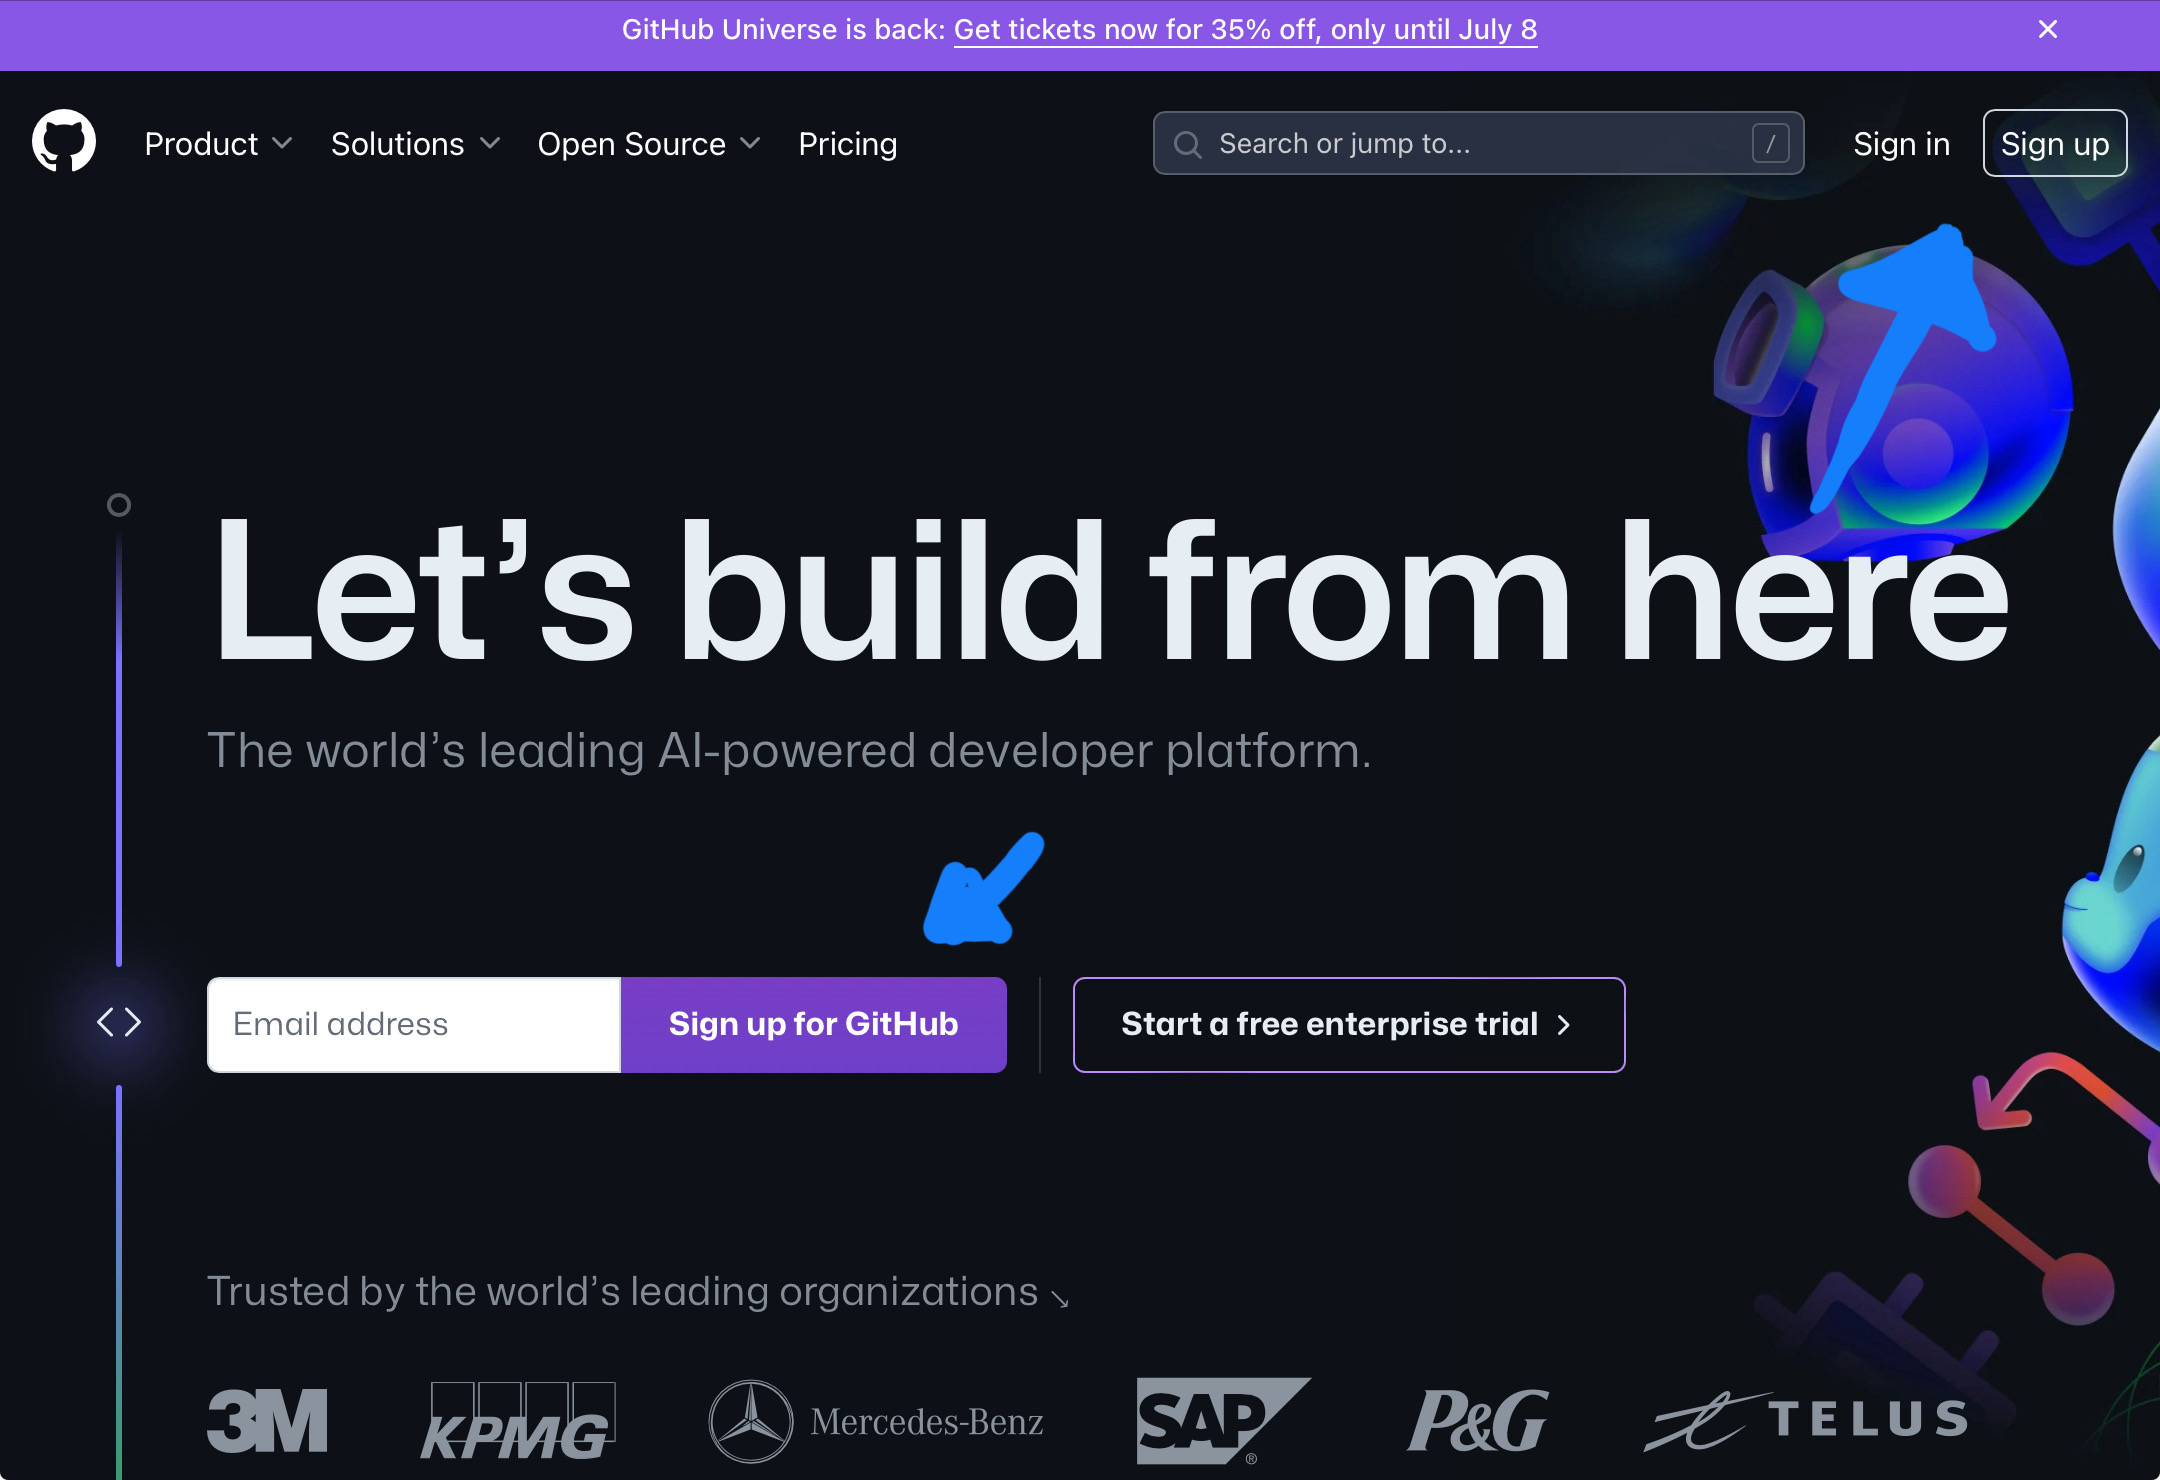 GitHub Universe is back: Get tickets now for 35% off, only until July 8
Product Solutions Open Source Pricing Search or jump to... / Sign in Sign up
Let’s build from here
The world’s leading AI-powered developer platform.
Email address Sign up for GitHub Start a free enterprise trial
Trusted by the world’s leading organizations
3M KPMG Mercedes-Benz SAP® P&G TELUS